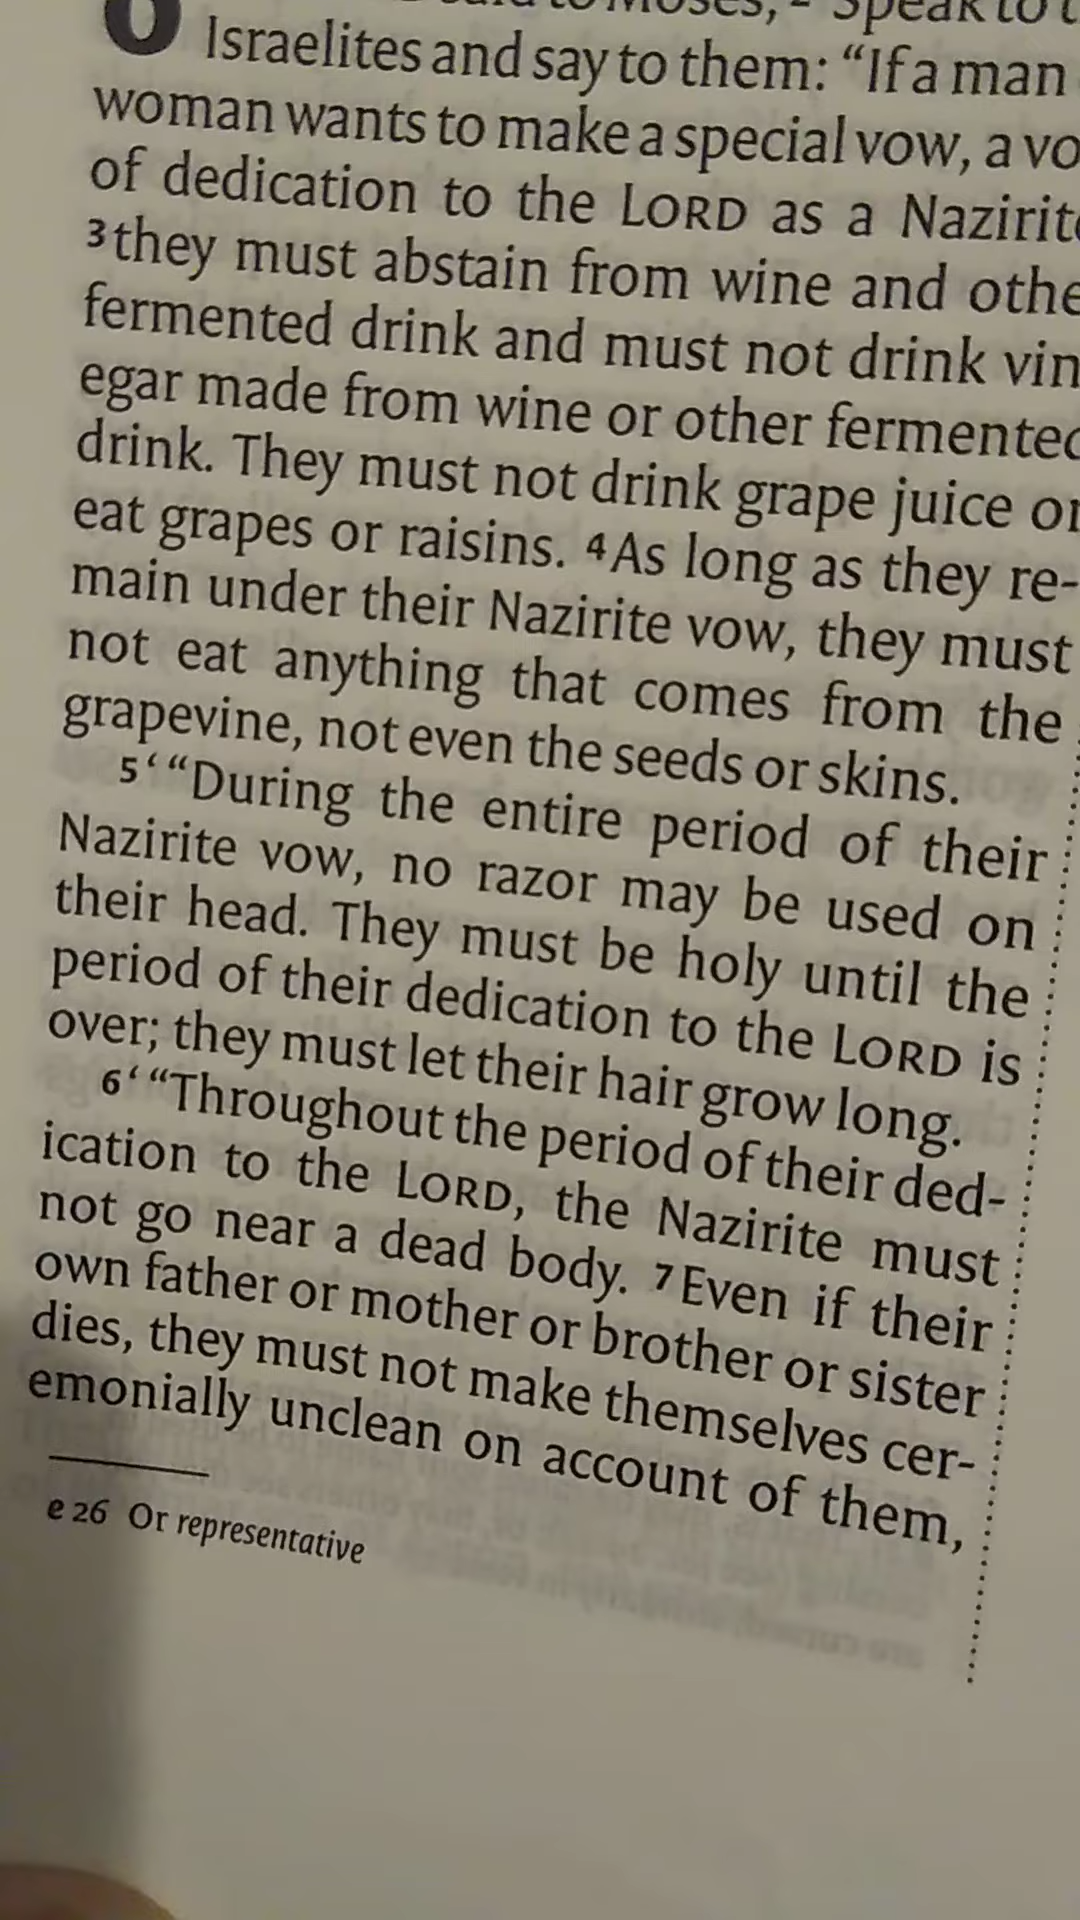 6 said to Moses, 2 'Speak to t
Israelites and say to them: “If a man
woman wants to make a special vow, a vo
of dedication to the LORD as a Nazirit
3 they must abstain from wine and othe
fermented drink and must not drink vin
egar made from wine or other fermented
drink. They must not drink grape juice or
eat grapes or raisins. 4 As long as they re-
main under their Nazirite vow, they must
not eat anything that comes from the
grapevine, not even the seeds or skins.
5 ‘ “During the entire period of their
Nazirite vow, no razor may be used on
their head. They must be holy until the
period of their dedication to the LORD is
over; they must let their hair grow long.
6 ‘ “Throughout the period of their ded-
ication to the LORD, the Nazirite must
not go near a dead body. 7 Even if their
own father or mother or brother or sister
dies, they must not make themselves cer-
emonially unclean on account of them,
e 26 Or representative